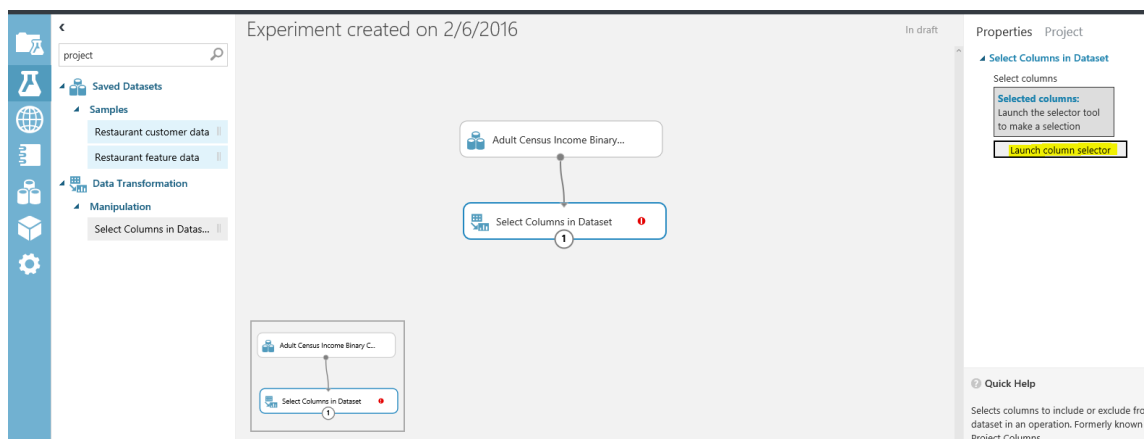 Experiment created on 2/6/2016
In draft
Properties Project
project
Saved Datasets
Samples
Restaurant customer data
Restaurant feature data
Data Transformation
Manipulation
Select Columns in Datas...
Adult Census Income Binary...
Select Columns in Dataset
1
Adult Census Income Binary C...
Select Columns in Dataset
1
Select Columns in Dataset
Select columns
Selected columns:
Launch the selector tool
to make a selection
Launch column selector
Quick Help
Selects columns to include or exclude fro
dataset in an operation. Formerly known
Project Columns